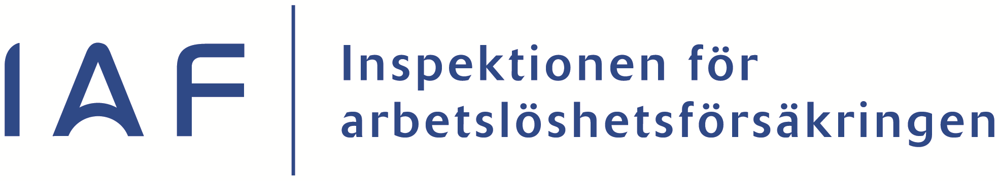 IAF
Inspektionen för
arbetslöshetsförsäkringen